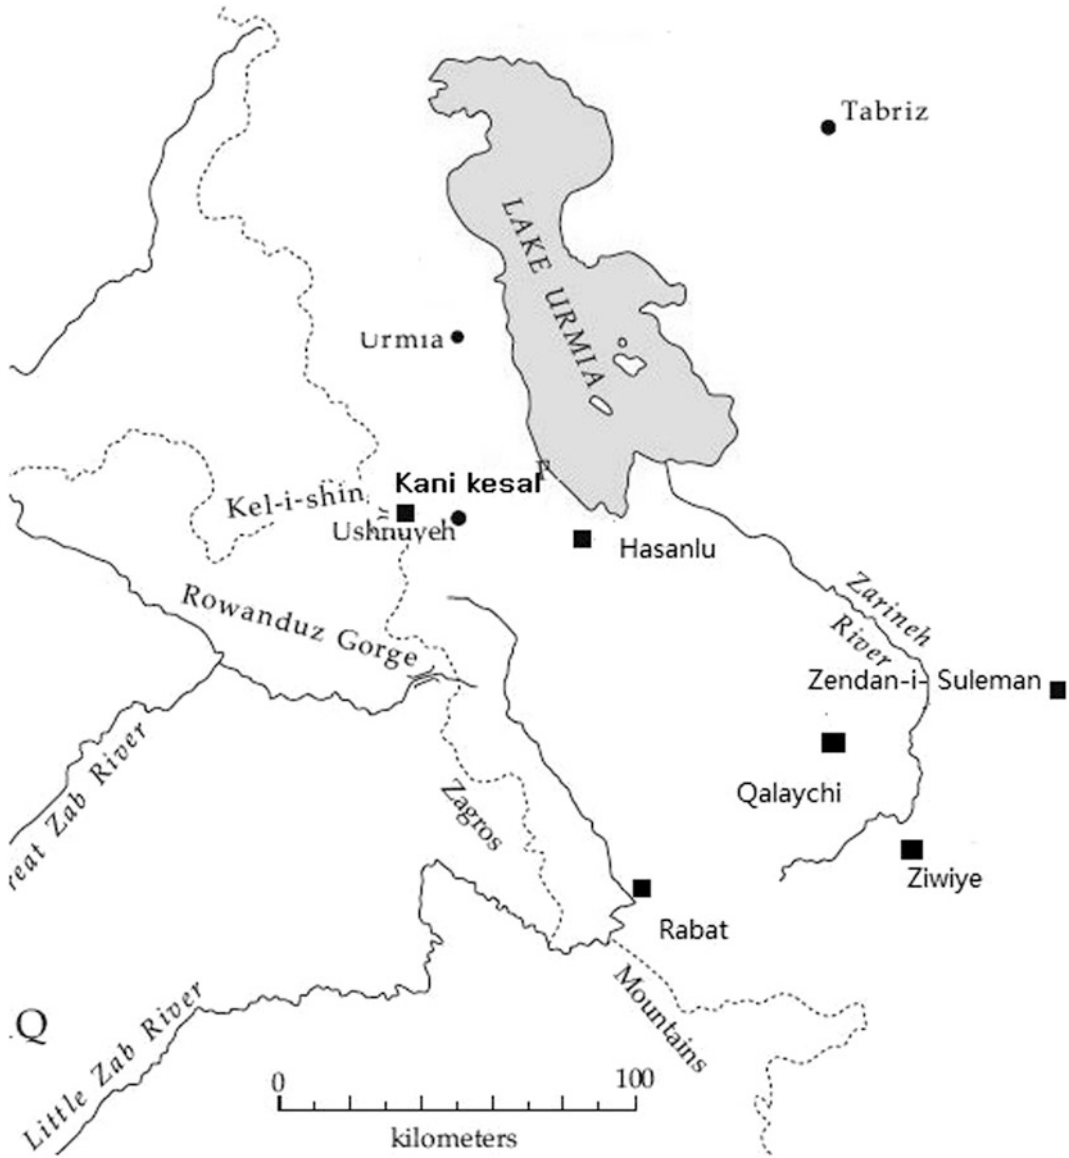 Tabriz
LAKE URMIA
Urmia
Kani kesal
Kel-i-shin
Ushnuyeh
Hasanlu
Zarineh
River
Rowanduz Gorge
Zendan-i- Suleman
Qalaychi
reat Zab River
Zagros
Ziwiye
Rabat
Mountains
Q
Little Zab River
0 100
kilometers